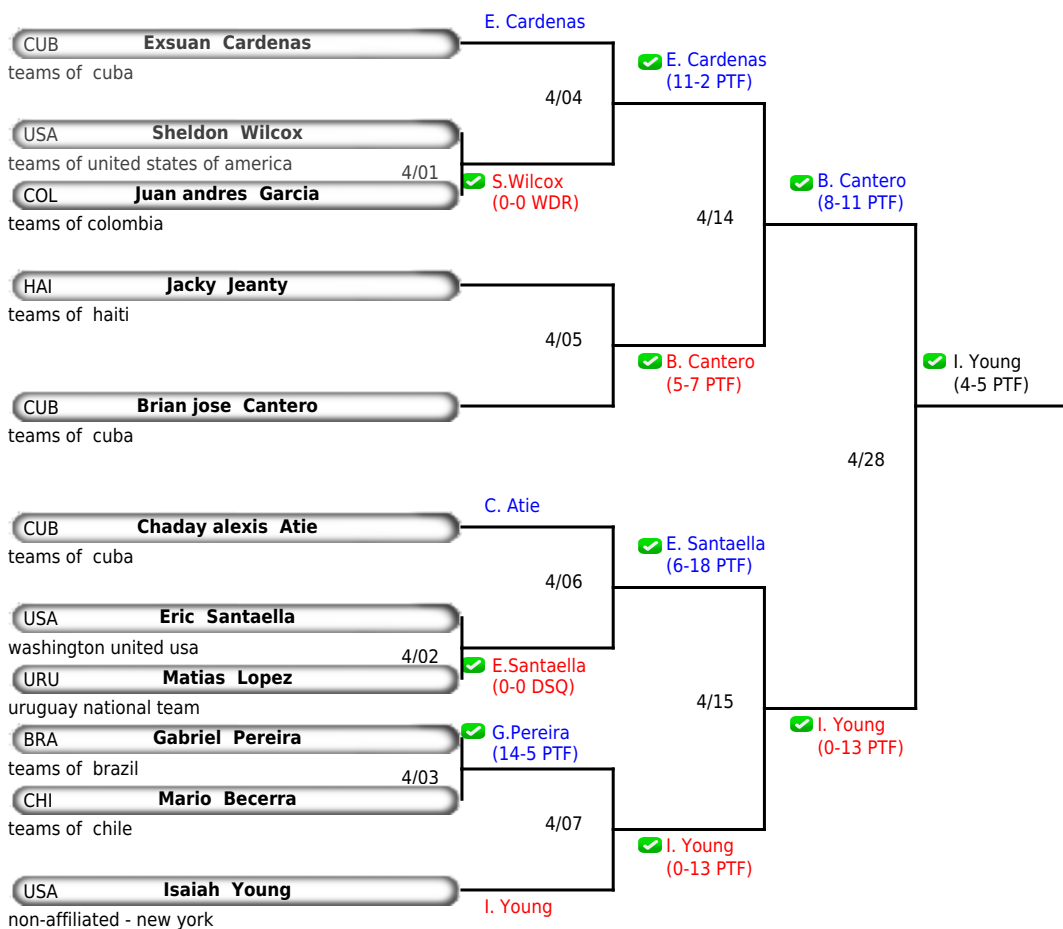 E. Cardenas
CUB Exsuan Cardenas
teams of cuba
E. Cardenas
(11-2 PTF)
4/04
USA Sheldon Wilcox
teams of united states of america
4/01
COL Juan andres Garcia
S.Wilcox
(0-0 WDR)
teams of colombia
B. Cantero
(8-11 PTF)
4/14
HAI Jacky Jeanty
teams of haiti
4/05
B. Cantero
(5-7 PTF)
I. Young
(4-5 PTF)
CUB Brian jose Cantero
teams of cuba
4/28
C. Atie
CUB Chaday alexis Atie
teams of cuba
E. Santaella
(6-18 PTF)
4/06
USA Eric Santaella
washington united usa
4/02
URU Matias Lopez
E.Santaella
(0-0 DSQ)
uruguay national team
4/15
BRA Gabriel Pereira
G.Pereira
(14-5 PTF)
I. Young
(0-13 PTF)
teams of brazil
4/03
CHI Mario Becerra
teams of chile
4/07
I. Young
(0-13 PTF)
USA Isaiah Young
I. Young
non-affiliated - new york